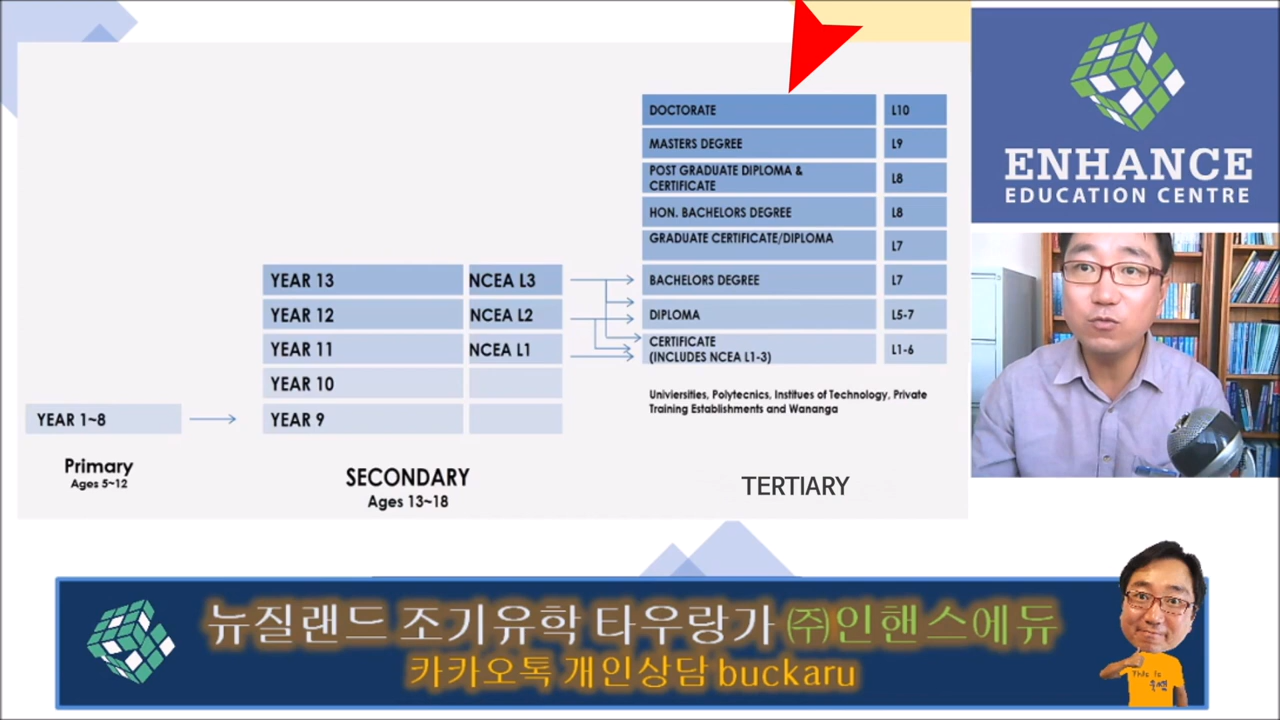 DOCTORATE L10
MASTERS DEGREE L9
POST GRADUATE DIPLOMA &
CERTIFICATE L8
HON. BACHELORS DEGREE L8
GRADUATE CERTIFICATE/DIPLOMA L7
YEAR 13 NCEA L3 BACHELORS DEGREE L7
YEAR 12 NCEA L2 DIPLOMA L5-7
YEAR 11 NCEA L1 CERTIFICATE
(INCLUDES NCEA L1-3) L1-6
YEAR 10
YEAR 1~8 YEAR 9
Univiersities, Polytecnics, Institues of Technology, Private
Training Establishments and Wananga
Primary
Ages 5~12
SECONDARY
Ages 13~18
TERTIARY
ENHANCE
EDUCATION CENTRE
뉴질랜드 조기유학 타우랑가 ㈜인핸스에듀
카카오톡 개인상담 buckaru
This is